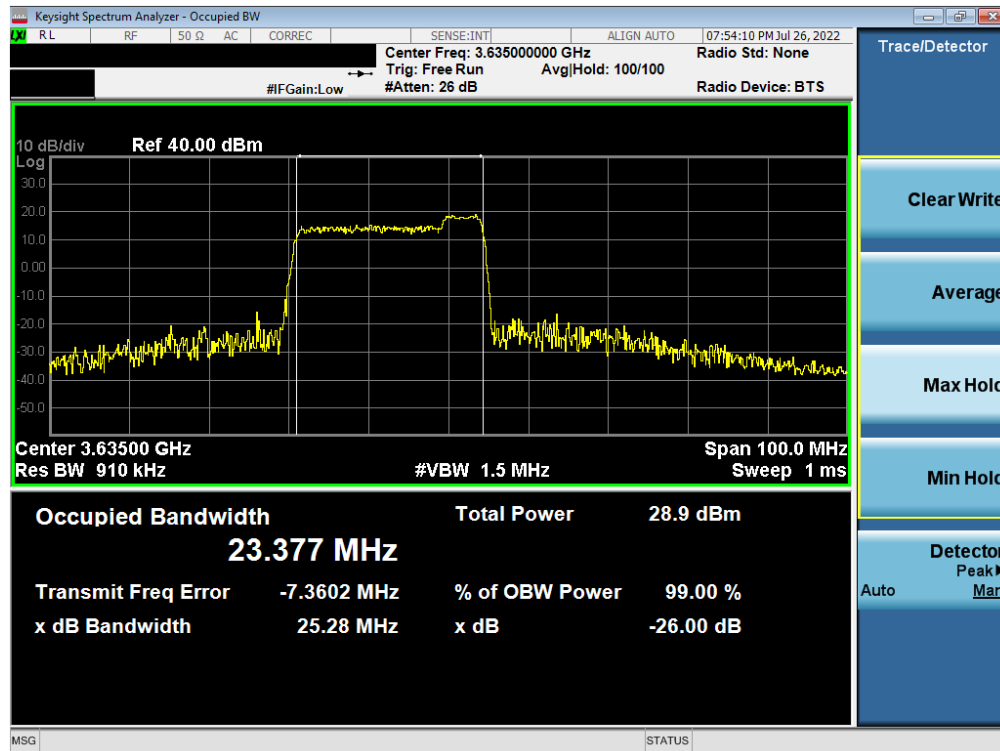 Keysight Spectrum Analyzer - Occupied BW
LXI RL RF 50 Ω AC CORREC SENSE:INT ALIGN AUTO 07:54:10 PM Jul 26, 2022
Center Freq: 3.635000000 GHz Radio Std: None
Trig: Free Run Avg|Hold: 100/100
#IFGain:Low #Atten: 26 dB Radio Device: BTS
Trace/Detector
10 dB/div Ref 40.00 dBm
Log
30.0
20.0
10.0
0.00
-10.0
-20.0
-30.0
-40.0
-50.0
Center 3.63500 GHz Span 100.0 MHz
Res BW 910 kHz #VBW 1.5 MHz Sweep 1 ms
Occupied Bandwidth Total Power 28.9 dBm
23.377 MHz
Transmit Freq Error -7.3602 MHz % of OBW Power 99.00 %
x dB Bandwidth 25.28 MHz x dB -26.00 dB
Clear Write
Average
Max Hold
Min Hold
Detector
Peak
Auto Man
MSG STATUS